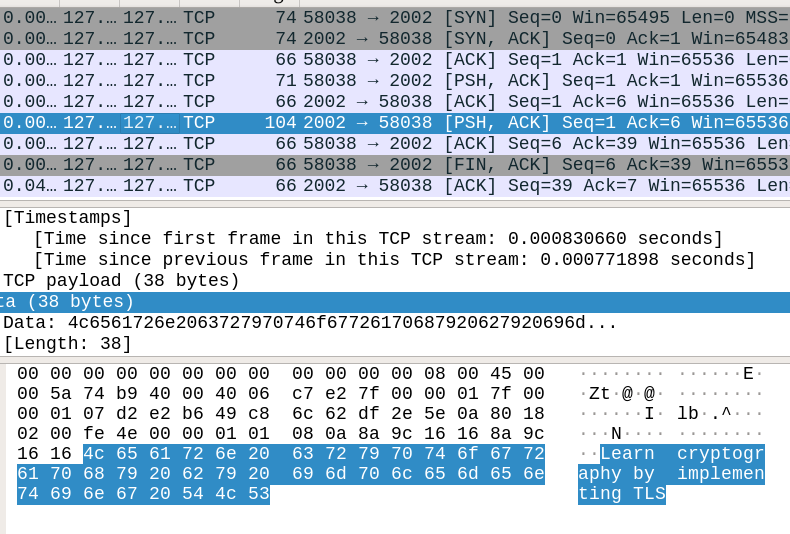 0.00… 127.… 127.… TCP 74 58038 → 2002 [SYN] Seq=0 Win=65495 Len=0 MSS=
0.00… 127.… 127.… TCP 74 2002 → 58038 [SYN, ACK] Seq=0 Ack=1 Win=65483
0.00… 127.… 127.… TCP 66 58038 → 2002 [ACK] Seq=1 Ack=1 Win=65536 Len=
0.00… 127.… 127.… TCP 71 58038 → 2002 [PSH, ACK] Seq=1 Ack=1 Win=65536
0.00… 127.… 127.… TCP 66 2002 → 58038 [ACK] Seq=1 Ack=6 Win=65536 Len=
0.00… 127.… 127.… TCP 104 2002 → 58038 [PSH, ACK] Seq=1 Ack=6 Win=65536
0.00… 127.… 127.… TCP 66 58038 → 2002 [ACK] Seq=6 Ack=39 Win=65536 Len
0.00… 127.… 127.… TCP 66 58038 → 2002 [FIN, ACK] Seq=6 Ack=39 Win=6553
0.04… 127.… 127.… TCP 66 2002 → 58038 [ACK] Seq=39 Ack=7 Win=65536 Len
[Timestamps]
[Time since first frame in this TCP stream: 0.000830660 seconds]
[Time since previous frame in this TCP stream: 0.000771898 seconds]
TCP payload (38 bytes)
ta (38 bytes)
Data: 4c6561726e2063727970746f67726170687920627920696d...
[Length: 38]
00 00 00 00 00 00 00 00 00 00 00 00 08 00 45 00 ········ ······E·
00 5a 74 b9 40 00 40 06 c7 e2 7f 00 00 01 7f 00 ·Zt·@·@· ········
00 01 07 d2 e2 b6 49 c8 6c 62 df 2e 5e 0a 80 18 ······I· lb·.^···
02 00 fe 4e 00 00 01 01 08 0a 8a 9c 16 16 8a 9c ···N···· ········
16 16 4c 65 61 72 6e 20 63 72 79 70 74 6f 67 72 ··Learn cryptogr
61 70 68 79 20 62 79 20 69 6d 70 6c 65 6d 65 6e aphy by implemen
74 69 6e 67 20 54 4c 53 ting TLS